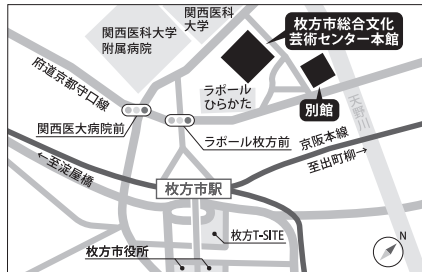 関西医科大学
附属病院
関西医科
大学
枚方市総合文化
芸術センター本館
別館
ラポール
ひらかた
府道京都守口線
関西医大病院前
ラポール枚方前
天野川
京阪本線
至出町柳→
←至淀屋橋
枚方市駅
枚方T-SITE
枚方市役所
N